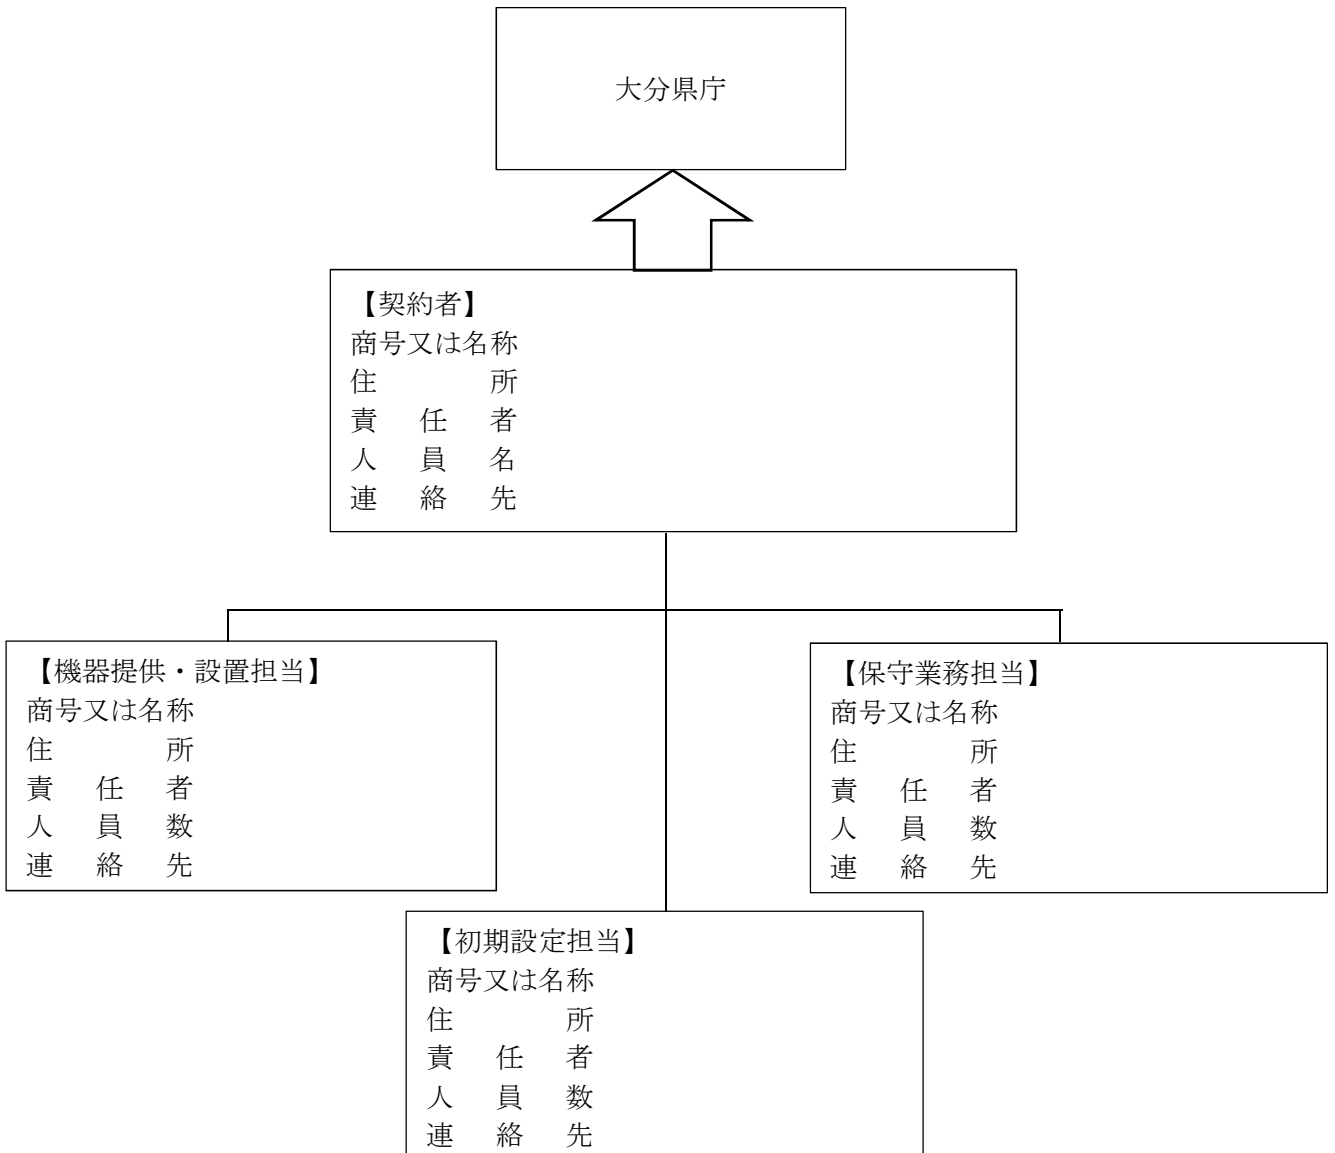 大分県庁
【契約者】
商号又は名称
住　　　　所
責　任　者
人　員　名
連　絡　先
【機器提供・設置担当】
商号又は名称
住　　　　所
責　任　者
人　員　数
連　絡　先
【保守業務担当】
商号又は名称
住　　　　所
責　任　者
人　員　数
連　絡　先
【初期設定担当】
商号又は名称
住　　　　所
責　任　者
人　員　数
連　絡　先